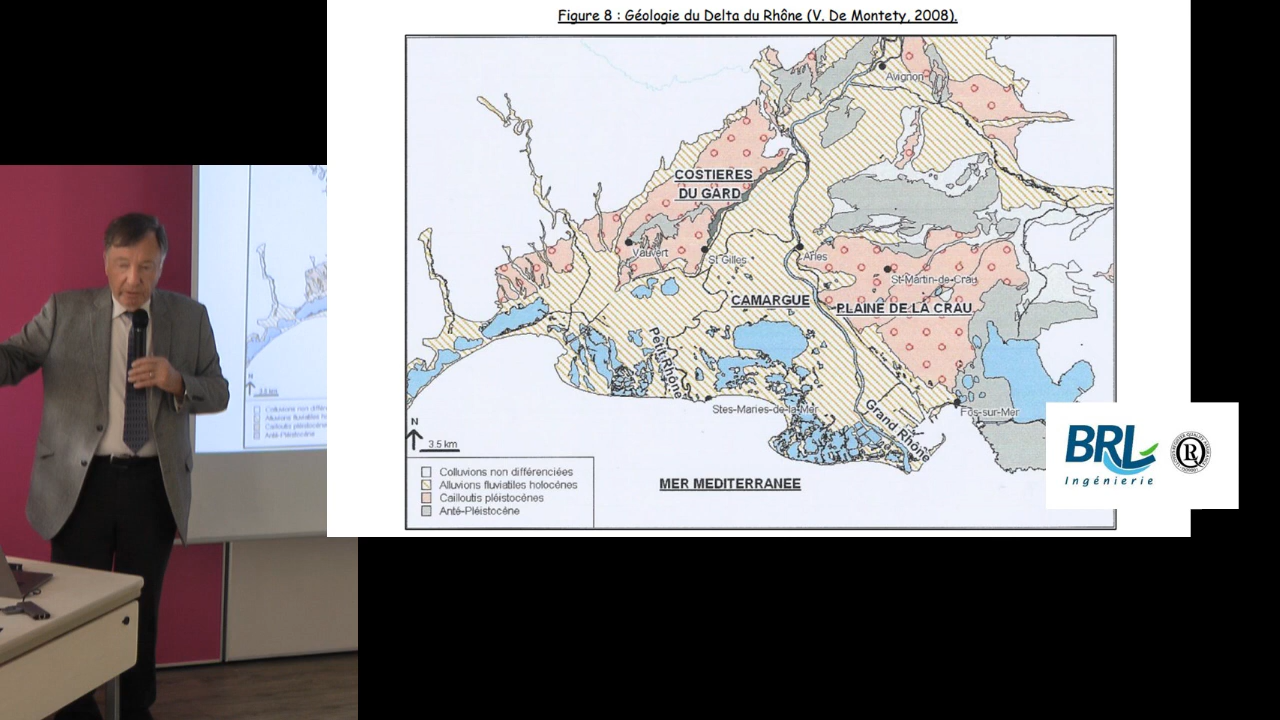 Figure 8 : Géologie du Delta du Rhône (V. De Montety, 2008).
Avignon
COSTIERES
DU GARD
Vauvert
St Gilles
Arles
St-Martin-de-Crau
CAMARGUE
PLAINE DE LA CRAU
Petit Rhône
Stes-Maries-de-la-Mer
Grand Rhône
Fos-sur-Mer
N
3.5 km
MER MEDITERRANEE
Colluvions non différenciées
Alluvions fluviatiles holocènes
Cailloutis pléistocènes
Anté-Pléistocène
BRL
Ingénierie
R